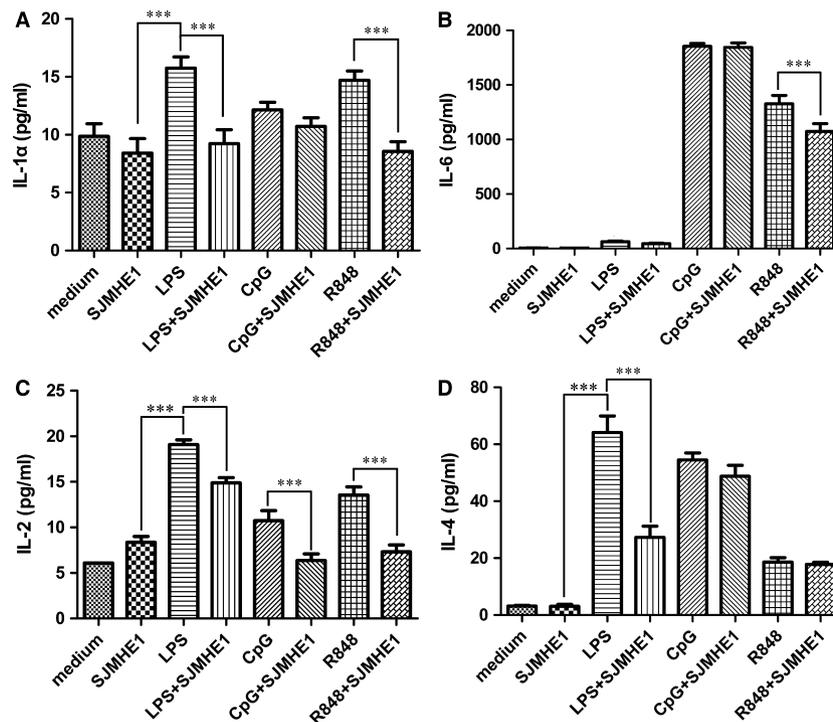 A
IL-1α (pg/ml)
20
15
10
5
0
***
***
***
medium
SJMHE1
LPS
LPS+SJMHE1
CpG
CpG+SJMHE1
R848
R848+SJMHE1
B
IL-6 (pg/ml)
2000
1500
1000
500
0
***
medium
SJMHE1
LPS
LPS+SJMHE1
CpG
CpG+SJMHE1
R848
R848+SJMHE1
C
IL-2 (pg/ml)
25
20
15
10
5
0
***
***
***
***
medium
SJMHE1
LPS
LPS+SJMHE1
CpG
CpG+SJMHE1
R848
R848+SJMHE1
D
IL-4 (pg/ml)
80
60
40
20
0
***
***
medium
SJMHE1
LPS
LPS+SJMHE1
CpG
CpG+SJMHE1
R848
R848+SJMHE1